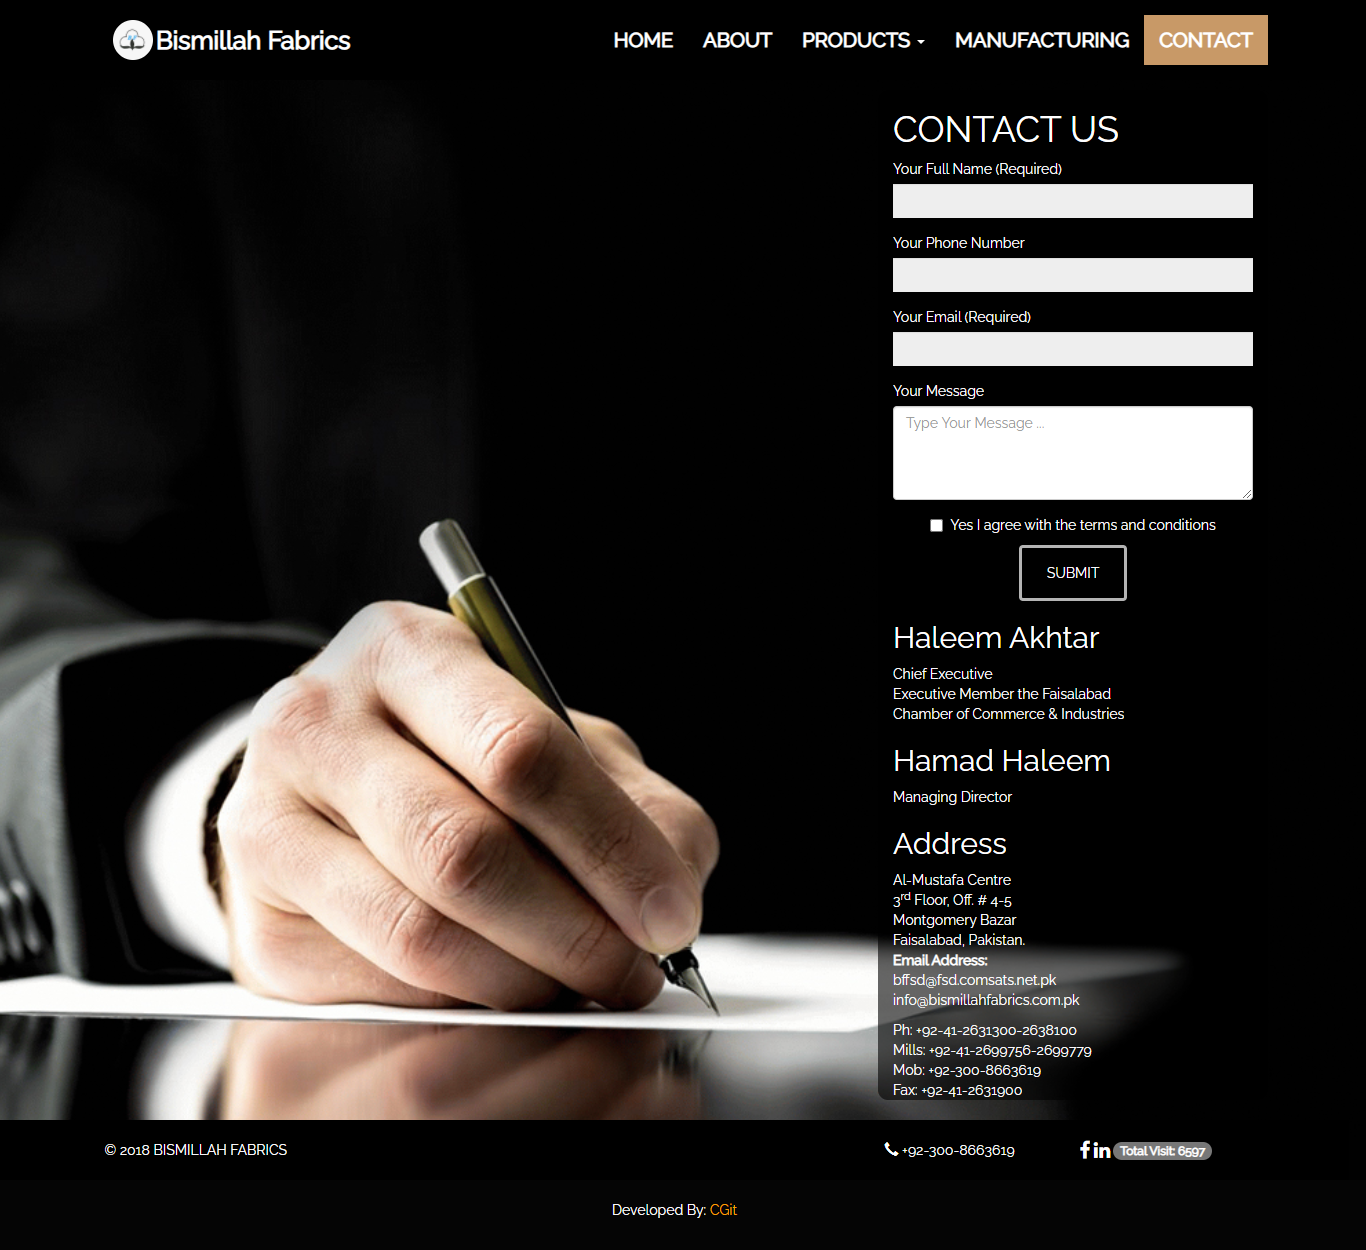 Bismillah Fabrics
HOME ABOUT PRODUCTS MANUFACTURING CONTACT
CONTACT US
Your Full Name (Required)
Your Phone Number
Your Email (Required)
Your Message
Type Your Message ...
Yes I agree with the terms and conditions
SUBMIT
Haleem Akhtar
Chief Executive
Executive Member the Faisalabad
Chamber of Commerce & Industries
Hamad Haleem
Managing Director
Address
Al-Mustafa Centre
3rd Floor, Off. # 4-5
Montgomery Bazar
Faisalabad, Pakistan.
Email Address:
bffsd@fsd.comsats.net.pk
info@bismillahfabrics.com.pk
Ph: +92-41-2631300-2638100
Mills: +92-41-2699756-2699779
Mob: +92-300-8663619
Fax: +92-41-2631900
© 2018 BISMILLAH FABRICS +92-300-8663619 Total Visit: 6597
Developed By: CGit